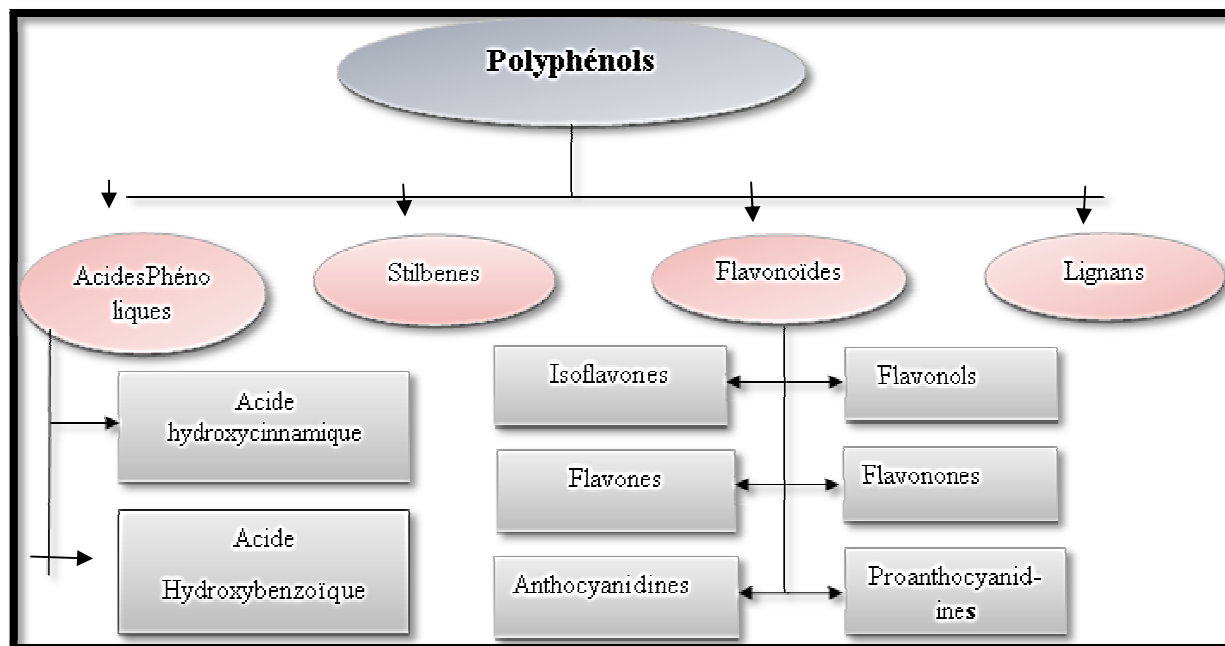 Polyphénols
AcidesPhéno
liques
Stilbenes
Flavonoïdes
Lignans
Acide
hydroxycinnamique
Acide
Hydroxybenzoïque
Isoflavones
Flavonols
Flavones
Flavonones
Anthocyanidines
Proanthocyanid-
ines